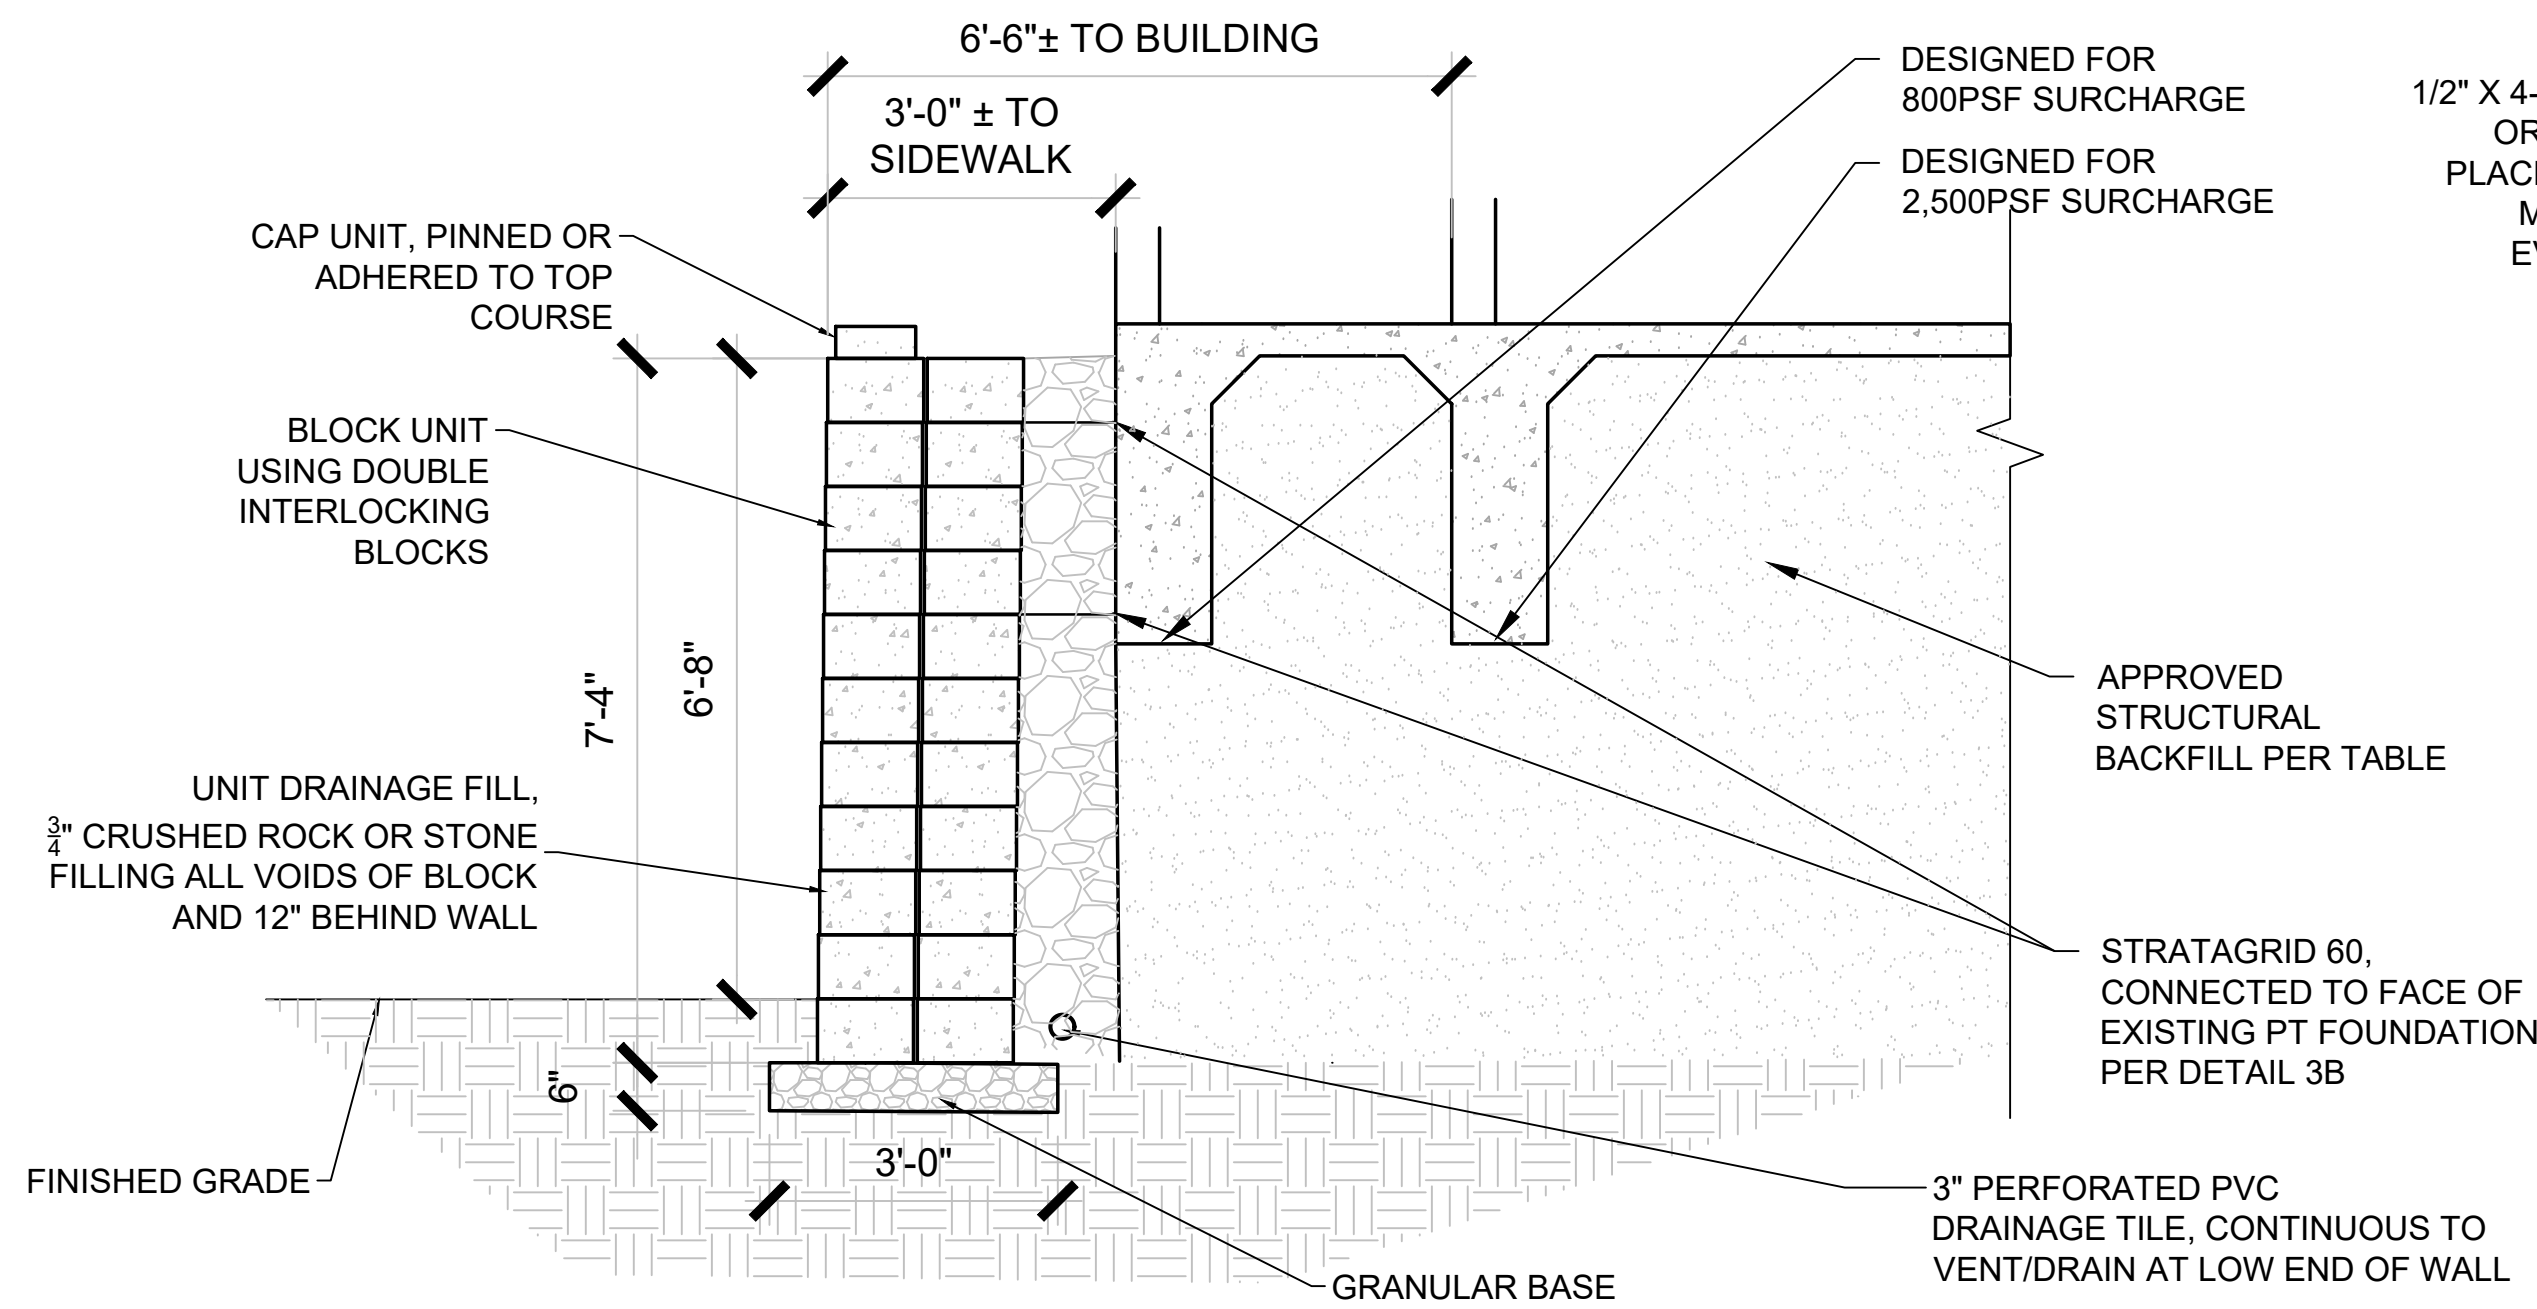 6'-6"± TO BUILDING
3'-0" ± TO
SIDEWALK
DESIGNED FOR
800PSF SURCHARGE
DESIGNED FOR
2,500PSF SURCHARGE
1/2" X 4-
CAP UNIT, PINNED OR
ADHERED TO TOP
COURSE
BLOCK UNIT
USING DOUBLE
INTERLOCKING
BLOCKS
7'-4"
6'-8"
UNIT DRAINAGE FILL,
3/4" CRUSHED ROCK OR STONE
FILLING ALL VOIDS OF BLOCK
AND 12" BEHIND WALL
6"
3'-0"
FINISHED GRADE
GRANULAR BASE
APPROVED
STRUCTURAL
BACKFILL PER TABLE
STRATAGRID 60,
CONNECTED TO FACE OF
EXISTING PT FOUNDATION
PER DETAIL 3B
3" PERFORATED PVC
DRAINAGE TILE, CONTINUOUS TO
VENT/DRAIN AT LOW END OF WALL